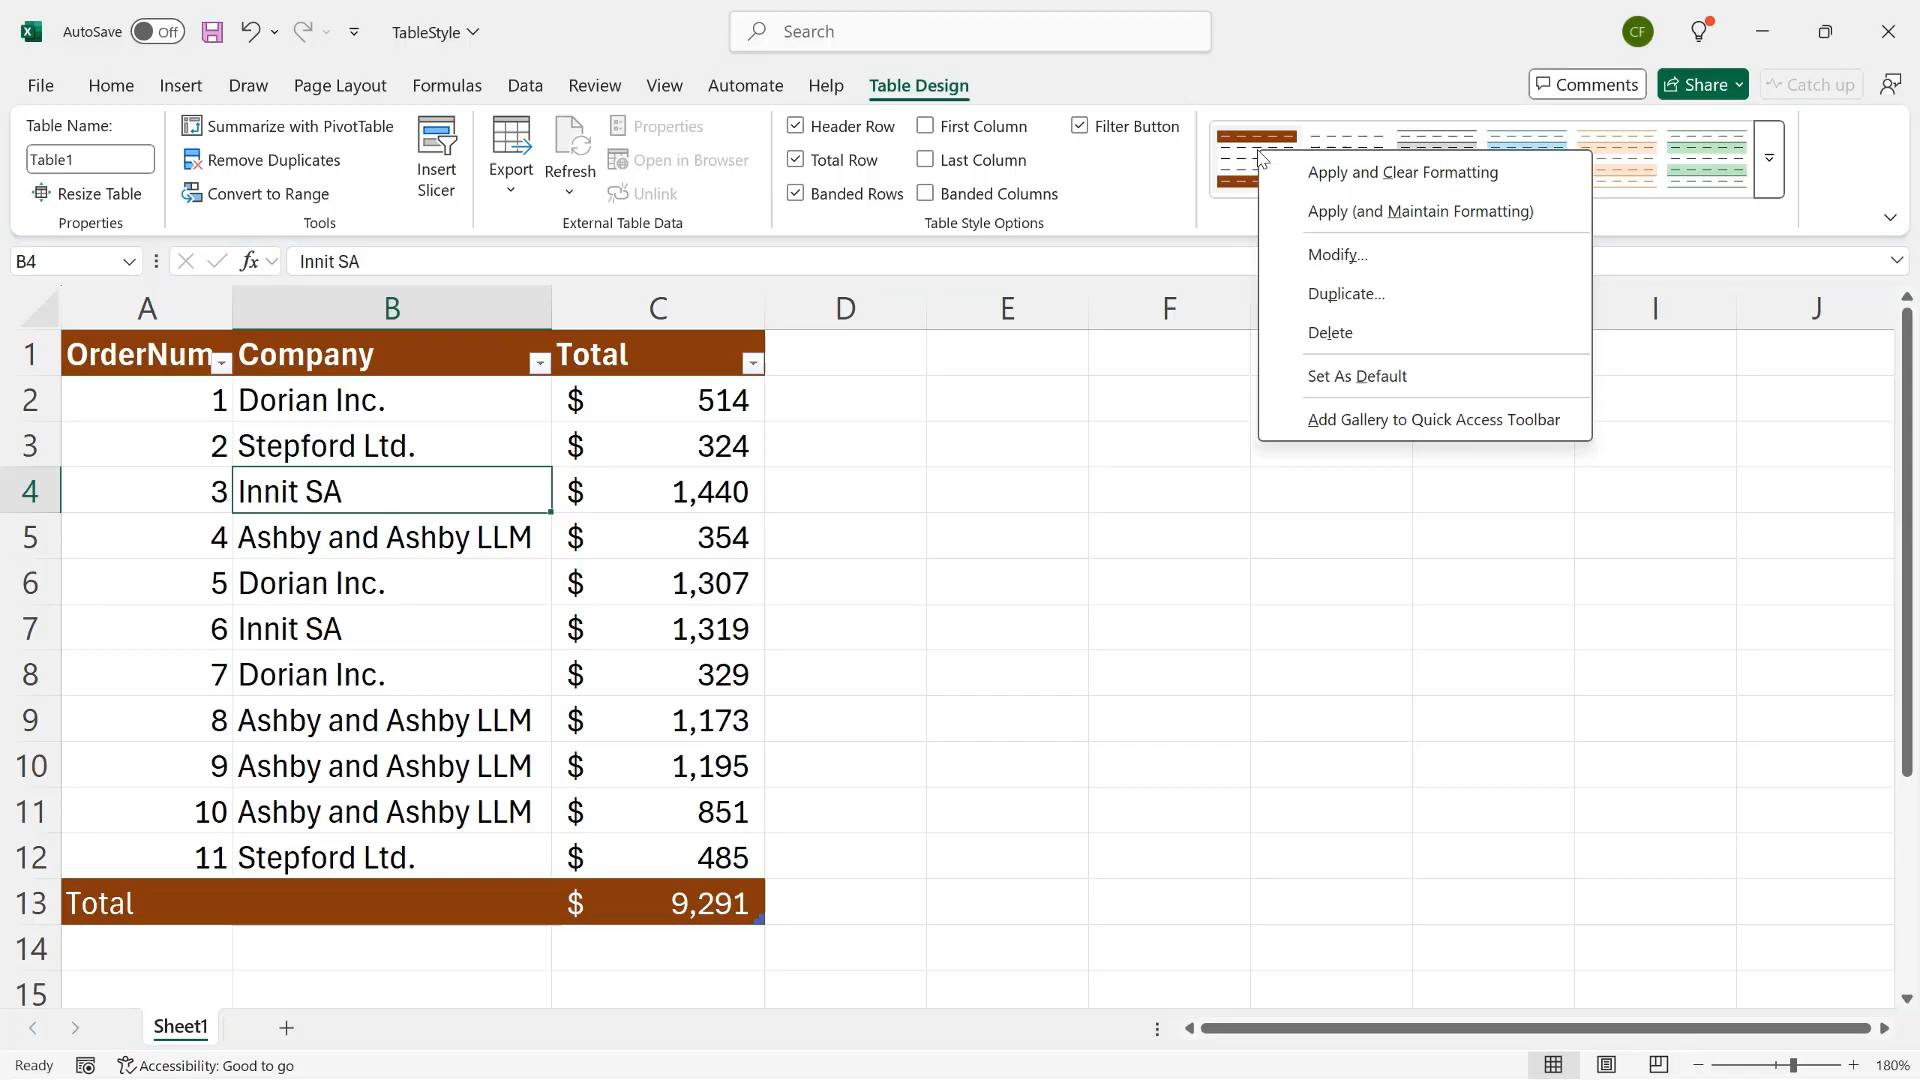 AutoSave Off TableStyle Search CF
File Home Insert Draw Page Layout Formulas Data Review View Automate Help Table Design Comments Share Catch up
Table Name:
Table1
Resize Table
Properties
Summarize with PivotTable
Remove Duplicates
Convert to Range
Tools
Insert
Slicer
Export
Refresh
Properties
Open in Browser
Unlink
External Table Data
Header Row First Column Filter Button
Total Row Last Column
Banded Rows Banded Columns
Table Style Options
Apply and Clear Formatting
Apply (and Maintain Formatting)
Modify...
Duplicate...
Delete
Set As Default
Add Gallery to Quick Access Toolbar
B4 fx Innit SA
A B C D E F I J
1 OrderNum Company Total
2 1 Dorian Inc. $ 514
3 2 Stepford Ltd. $ 324
4 3 Innit SA $ 1,440
5 4 Ashby and Ashby LLM $ 354
6 5 Dorian Inc. $ 1,307
7 6 Innit SA $ 1,319
8 7 Dorian Inc. $ 329
9 8 Ashby and Ashby LLM $ 1,173
10 9 Ashby and Ashby LLM $ 1,195
11 10 Ashby and Ashby LLM $ 851
12 11 Stepford Ltd. $ 485
13 Total $ 9,291
14
15
Sheet1
Ready Accessibility: Good to go 180%